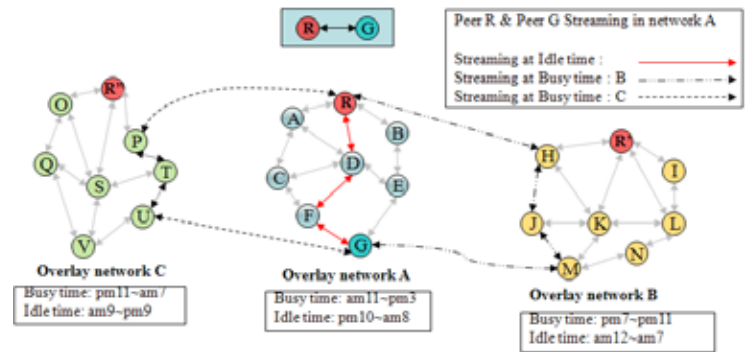 R G
Peer R & Peer G Streaming in network A
Streaming at Idle time :
Streaming at Busy time : B
Streaming at Busy time : C
O
R"
P
Q
S
T
U
V
Overlay network C
Busy time: pm11~am7
Idle time: am9~pm9
R
A
B
D
C
E
F
G
Overlay network A
Busy time: am11~pm3
Idle time: pm10~am8
H
R'
I
J
K
L
M
N
Overlay network B
Busy time: pm7~pm11
Idle time: am12~am7